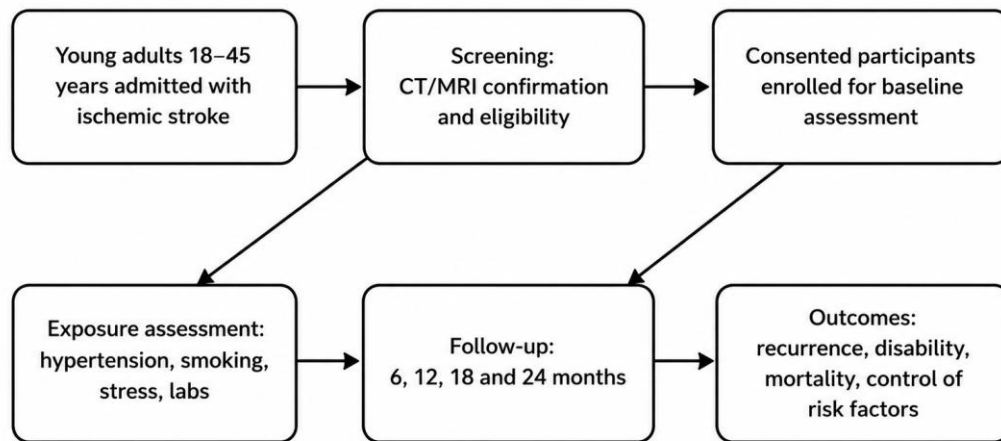 Young adults 18–45
years admitted with
ischemic stroke
Screening:
CT/MRI confirmation
and eligibility
Consented participants
enrolled for baseline
assessment
Exposure assessment:
hypertension, smoking,
stress, labs
Follow-up:
6, 12, 18 and 24 months
Outcomes:
recurrence, disability,
mortality, control of
risk factors